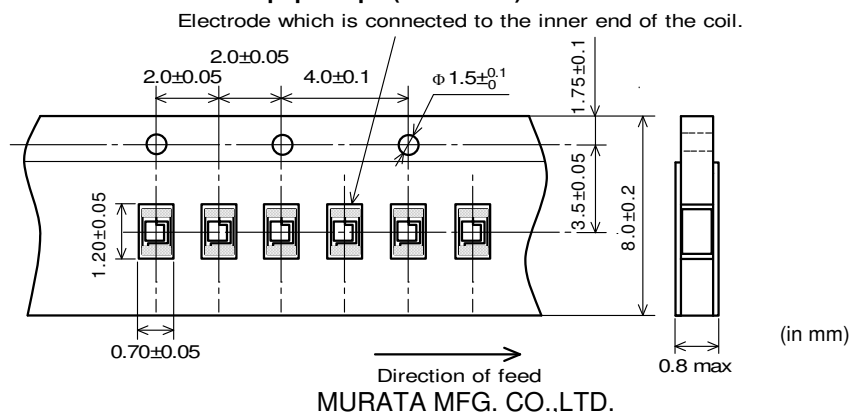 Electrode which is connected to the inner end of the coil.
2.0±0.05
2.0±0.05
4.0±0.1
Φ1.5±0.1 0
1.75±0.1
3.5±0.05
8.0±0.2
1.20±0.05
0.70±0.05
0.8 max
(in mm)
Direction of feed
MURATA MFG. CO.,LTD.